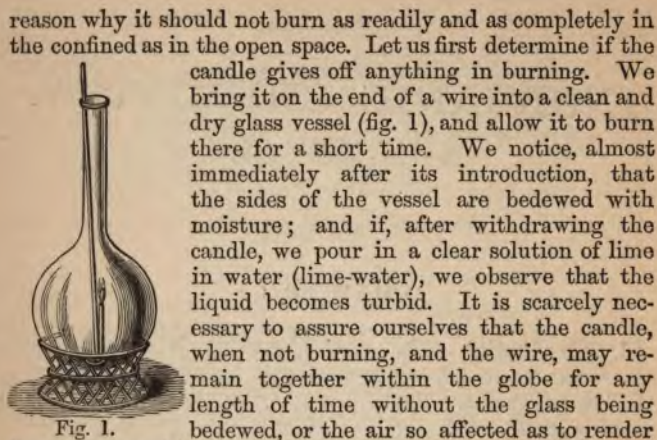 reason why it should not burn as readily and as completely in
the confined as in the open space. Let us first determine if the
candle gives off anything in burning. We
bring it on the end of a wire into a clean and
dry glass vessel (fig. 1), and allow it to burn
there for a short time. We notice, almost
immediately after its introduction, that
the sides of the vessel are bedewed with
moisture; and if, after withdrawing the
candle, we pour in a clear solution of lime
in water (lime-water), we observe that the
liquid becomes turbid. It is scarcely nec-
essary to assure ourselves that the candle,
when not burning, and the wire, may re-
main together within the globe for any
length of time without the glass being
bedewed, or the air so affected as to render
Fig. 1.